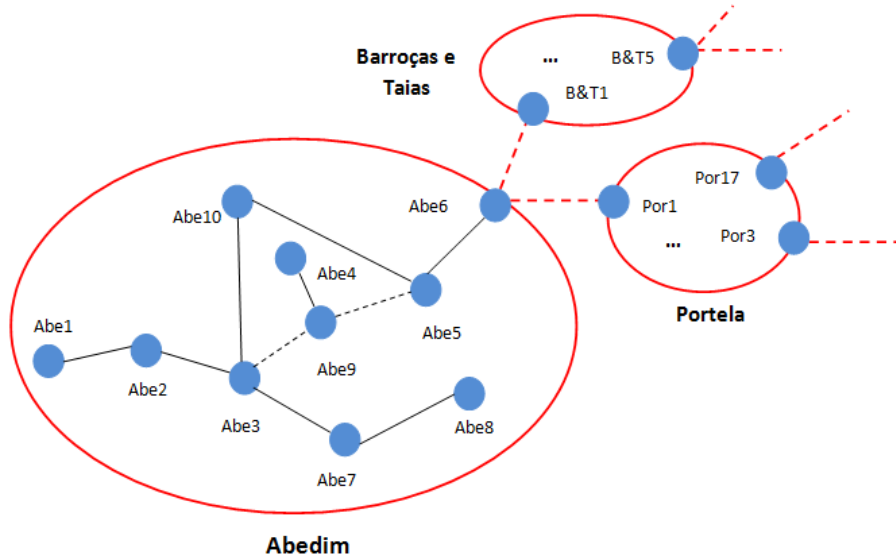 Barroças e
Taias
...
B&T5
B&T1
Abe10
Abe6
Por1
Por17
...
Por3
Portela
Abe4
Abe5
Abe1
Abe2
Abe9
Abe3
Abe8
Abe7
Abedim